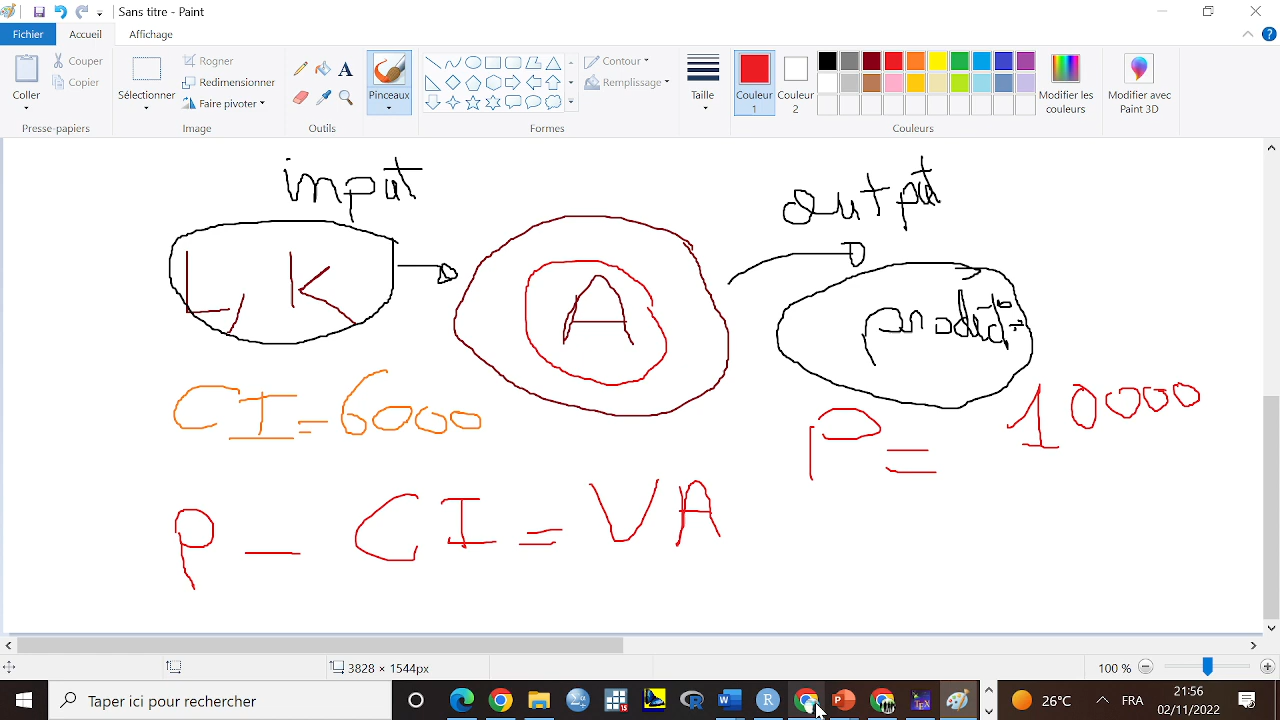 Sans titre - Paint
Fichier Accueil Affichage
Coller
Couper
Copier
Presse-papiers
Sélectionner
Rogner
Redimensionner
Faire pivoter
Image
A
Outils
Pinceaux
Contour
Remplissage
Formes
Taille
Couleur 1
Couleur 2
Modifier les couleurs
Couleurs
Modifier avec Paint 3D
input
output
L, K
A
CI = 6000
P = 10000
P - CI = VA
3828 × 1544px
100 %
Taper ici pour rechercher
26°C
FRA
21:56
02/11/2022